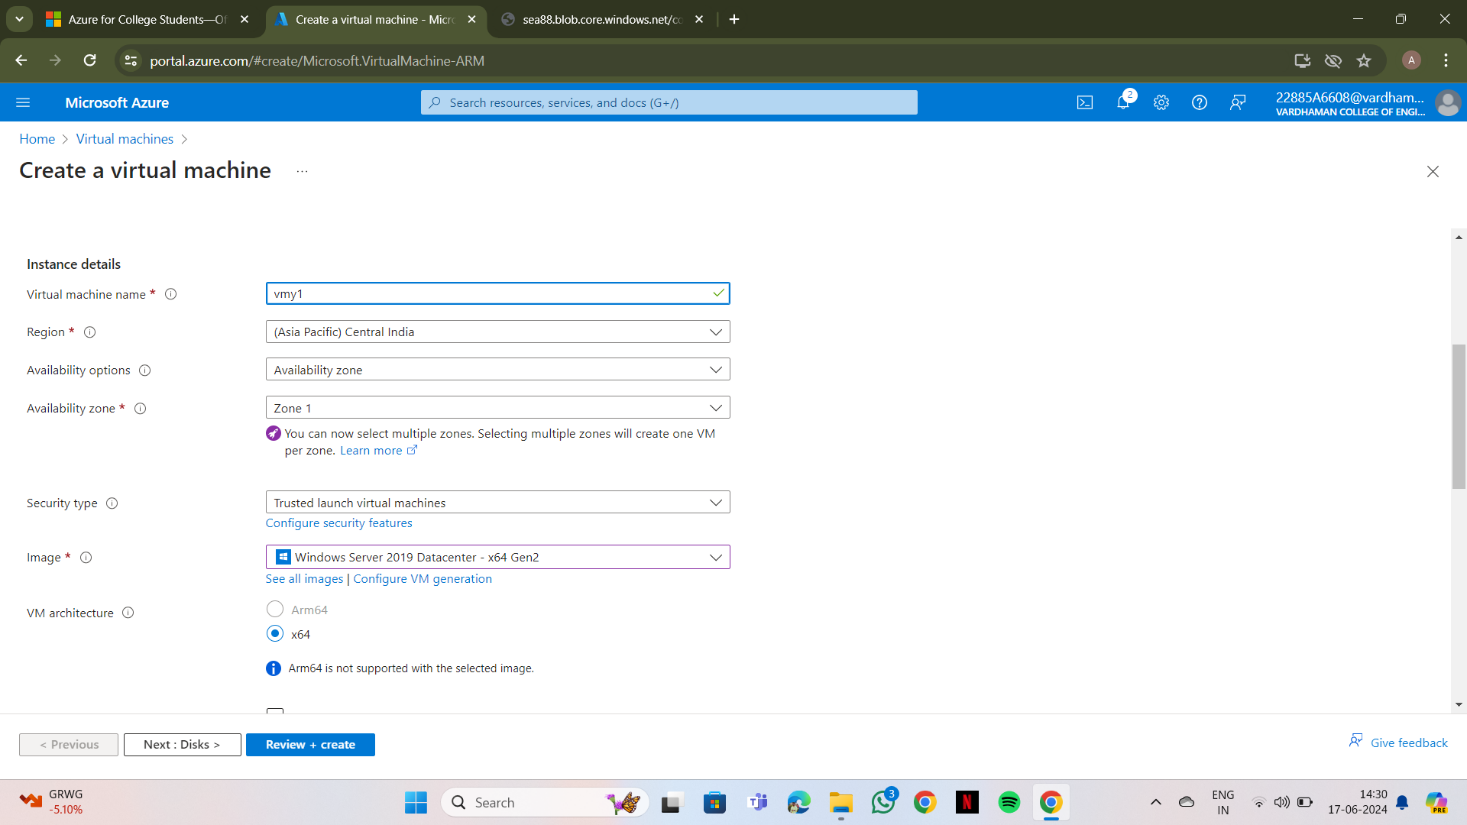 Azure for College Students—Of
Create a virtual machine - Micro
sea88.blob.core.windows.net/co
portal.azure.com/#create/Microsoft.VirtualMachine-ARM
A
Microsoft Azure
Search resources, services, and docs (G+/)
2
22885A6608@vardham...
VARDHAMAN COLLEGE OF ENGI...
Home > Virtual machines >
Create a virtual machine ...
Instance details
Virtual machine name *
vmy1
Region *
(Asia Pacific) Central India
Availability options
Availability zone
Availability zone *
Zone 1
You can now select multiple zones. Selecting multiple zones will create one VM
per zone. Learn more
Security type
Trusted launch virtual machines
Configure security features
Image *
Windows Server 2019 Datacenter - x64 Gen2
See all images | Configure VM generation
VM architecture
Arm64
x64
Arm64 is not supported with the selected image.
< Previous
Next : Disks >
Review + create
Give feedback
GRWG
-5.10%
Search
3
N
ENG
IN
14:30
17-06-2024
PRE